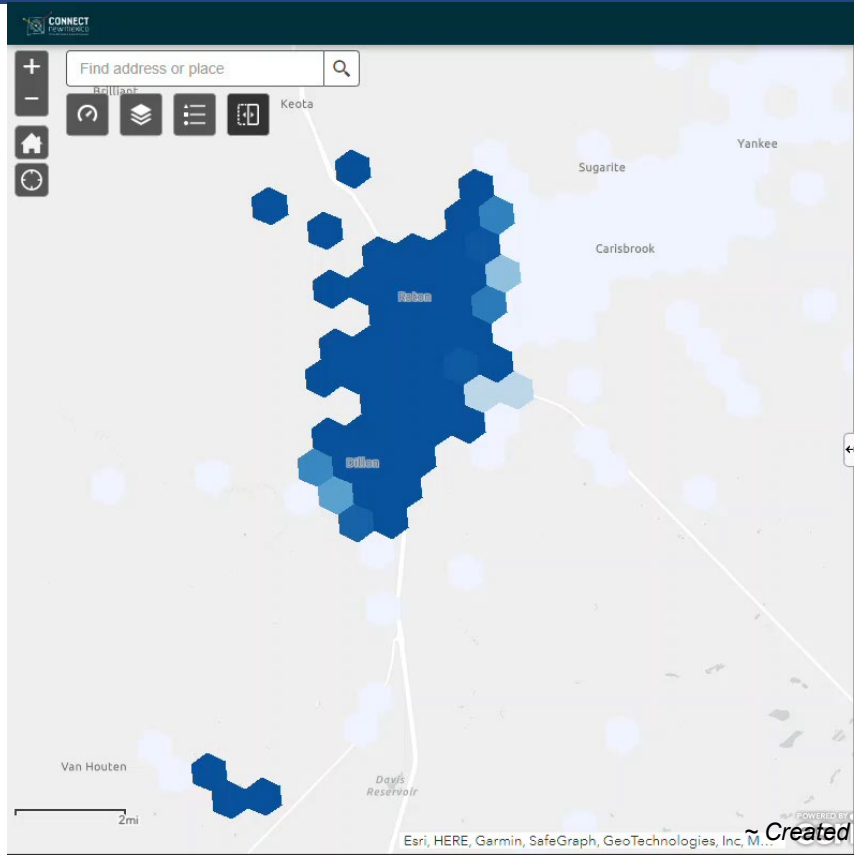 CONNECT
new mexico
Find address or place
Brilliant
Keota
Yankee
Sugarite
Carisbrook
Raton
Dillon
Van Houten
Davis
Reservoir
2mi
POWERED BY
esri
Esri, HERE, Garmin, SafeGraph, GeoTechnologies, Inc, M...
~ Created